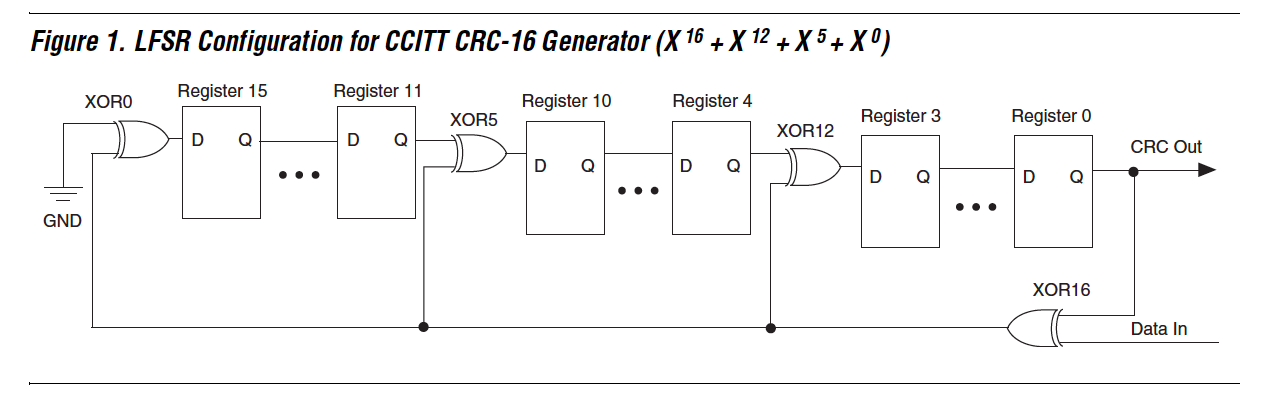 Figure 1. LFSR Configuration for CCITT CRC-16 Generator (X 16 + X 12 + X 5 + X 0)
XOR0
Register 15
Register 11
XOR5
Register 10
Register 4
XOR12
Register 3
Register 0
CRC Out
D Q
D Q
D Q
D Q
D Q
D Q
GND
XOR16
Data In